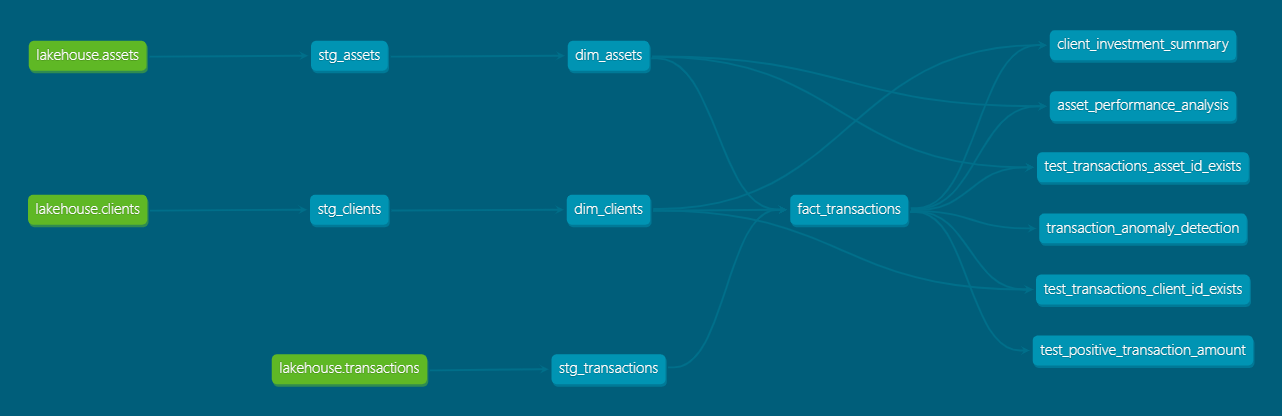 lakehouse.assets
stg_assets
dim_assets
client_investment_summary
asset_performance_analysis
test_transactions_asset_id_exists
lakehouse.clients
stg_clients
dim_clients
fact_transactions
transaction_anomaly_detection
test_transactions_client_id_exists
test_positive_transaction_amount
lakehouse.transactions
stg_transactions